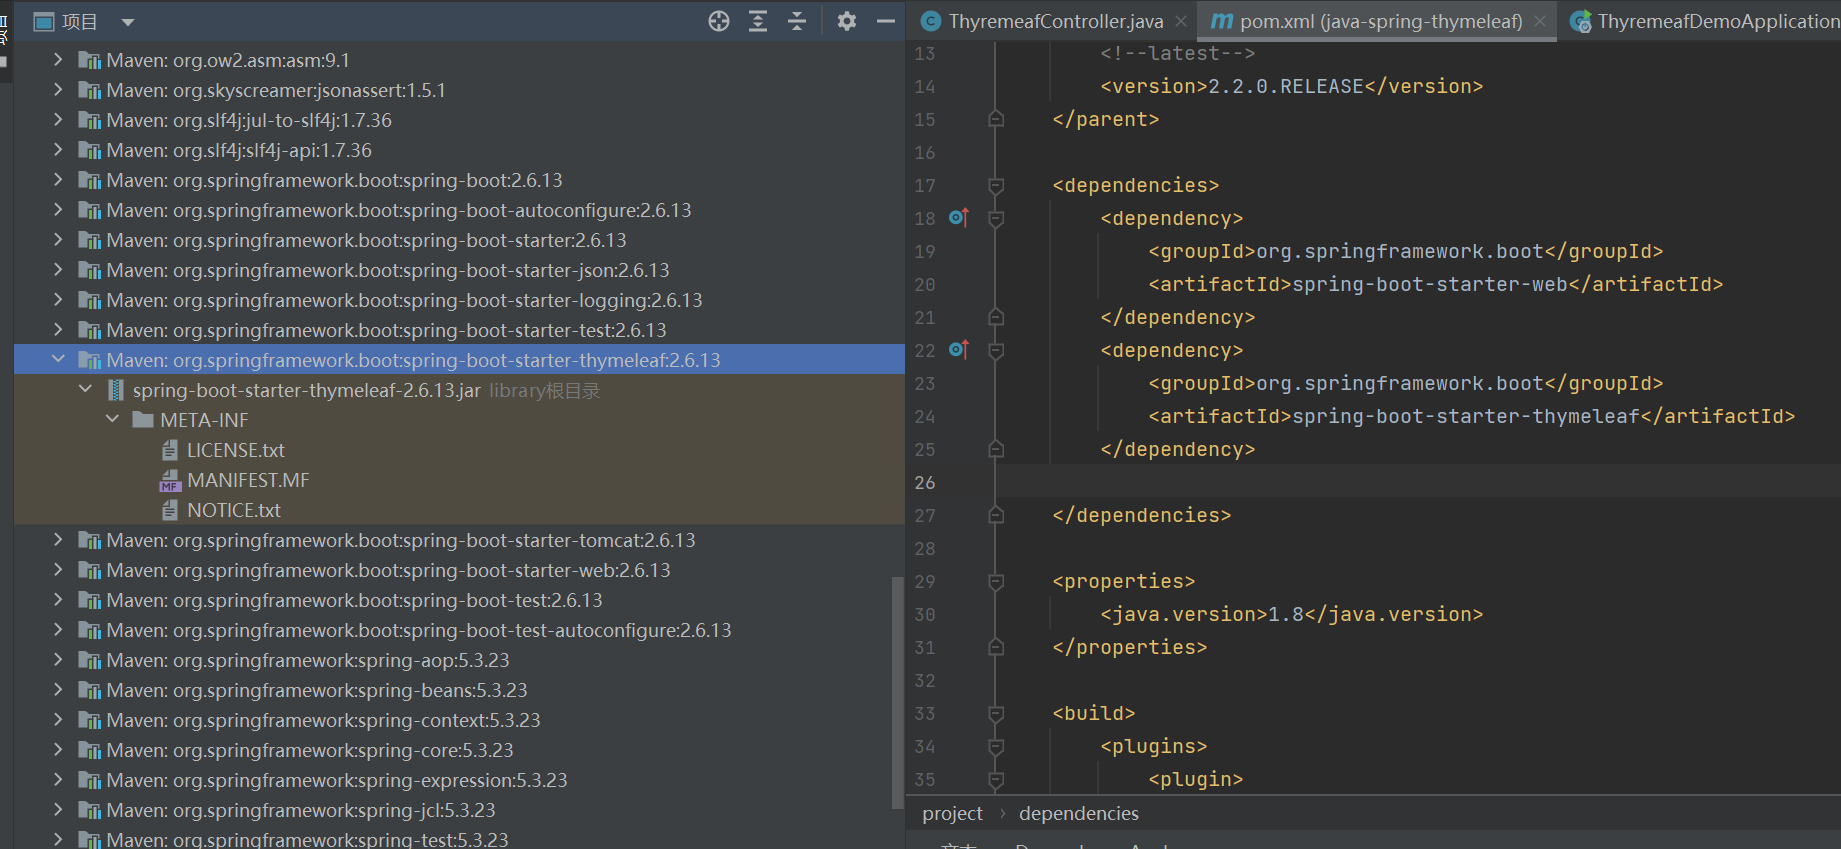 项目
Maven: org.ow2.asm:asm:9.1
Maven: org.skyscreamer:jsonassert:1.5.1
Maven: org.slf4j:jul-to-slf4j:1.7.36
Maven: org.slf4j:slf4j-api:1.7.36
Maven: org.springframework.boot:spring-boot:2.6.13
Maven: org.springframework.boot:spring-boot-autoconfigure:2.6.13
Maven: org.springframework.boot:spring-boot-starter:2.6.13
Maven: org.springframework.boot:spring-boot-starter-json:2.6.13
Maven: org.springframework.boot:spring-boot-starter-logging:2.6.13
Maven: org.springframework.boot:spring-boot-starter-test:2.6.13
Maven: org.springframework.boot:spring-boot-starter-thymeleaf:2.6.13
spring-boot-starter-thymeleaf-2.6.13.jar library根目录
META-INF
LICENSE.txt
MF MANIFEST.MF
NOTICE.txt
Maven: org.springframework.boot:spring-boot-starter-tomcat:2.6.13
Maven: org.springframework.boot:spring-boot-starter-web:2.6.13
Maven: org.springframework.boot:spring-boot-test:2.6.13
Maven: org.springframework.boot:spring-boot-test-autoconfigure:2.6.13
Maven: org.springframework:spring-aop:5.3.23
Maven: org.springframework:spring-beans:5.3.23
Maven: org.springframework:spring-context:5.3.23
Maven: org.springframework:spring-core:5.3.23
Maven: org.springframework:spring-expression:5.3.23
Maven: org.springframework:spring-jcl:5.3.23
Maven: org.springframework:spring-test:5.3.23
C ThyremeafController.java m pom.xml (java-spring-thymeleaf) ThyremeafDemoApplication
13 <!--latest-->
14 <version>2.2.0.RELEASE</version>
15 </parent>
16
17 <dependencies>
18 <dependency>
19 <groupId>org.springframework.boot</groupId>
20 <artifactId>spring-boot-starter-web</artifactId>
21 </dependency>
22 <dependency>
23 <groupId>org.springframework.boot</groupId>
24 <artifactId>spring-boot-starter-thymeleaf</artifactId>
25 </dependency>
26
27 </dependencies>
28
29 <properties>
30 <java.version>1.8</java.version>
31 </properties>
32
33 <build>
34 <plugins>
35 <plugin>
project › dependencies